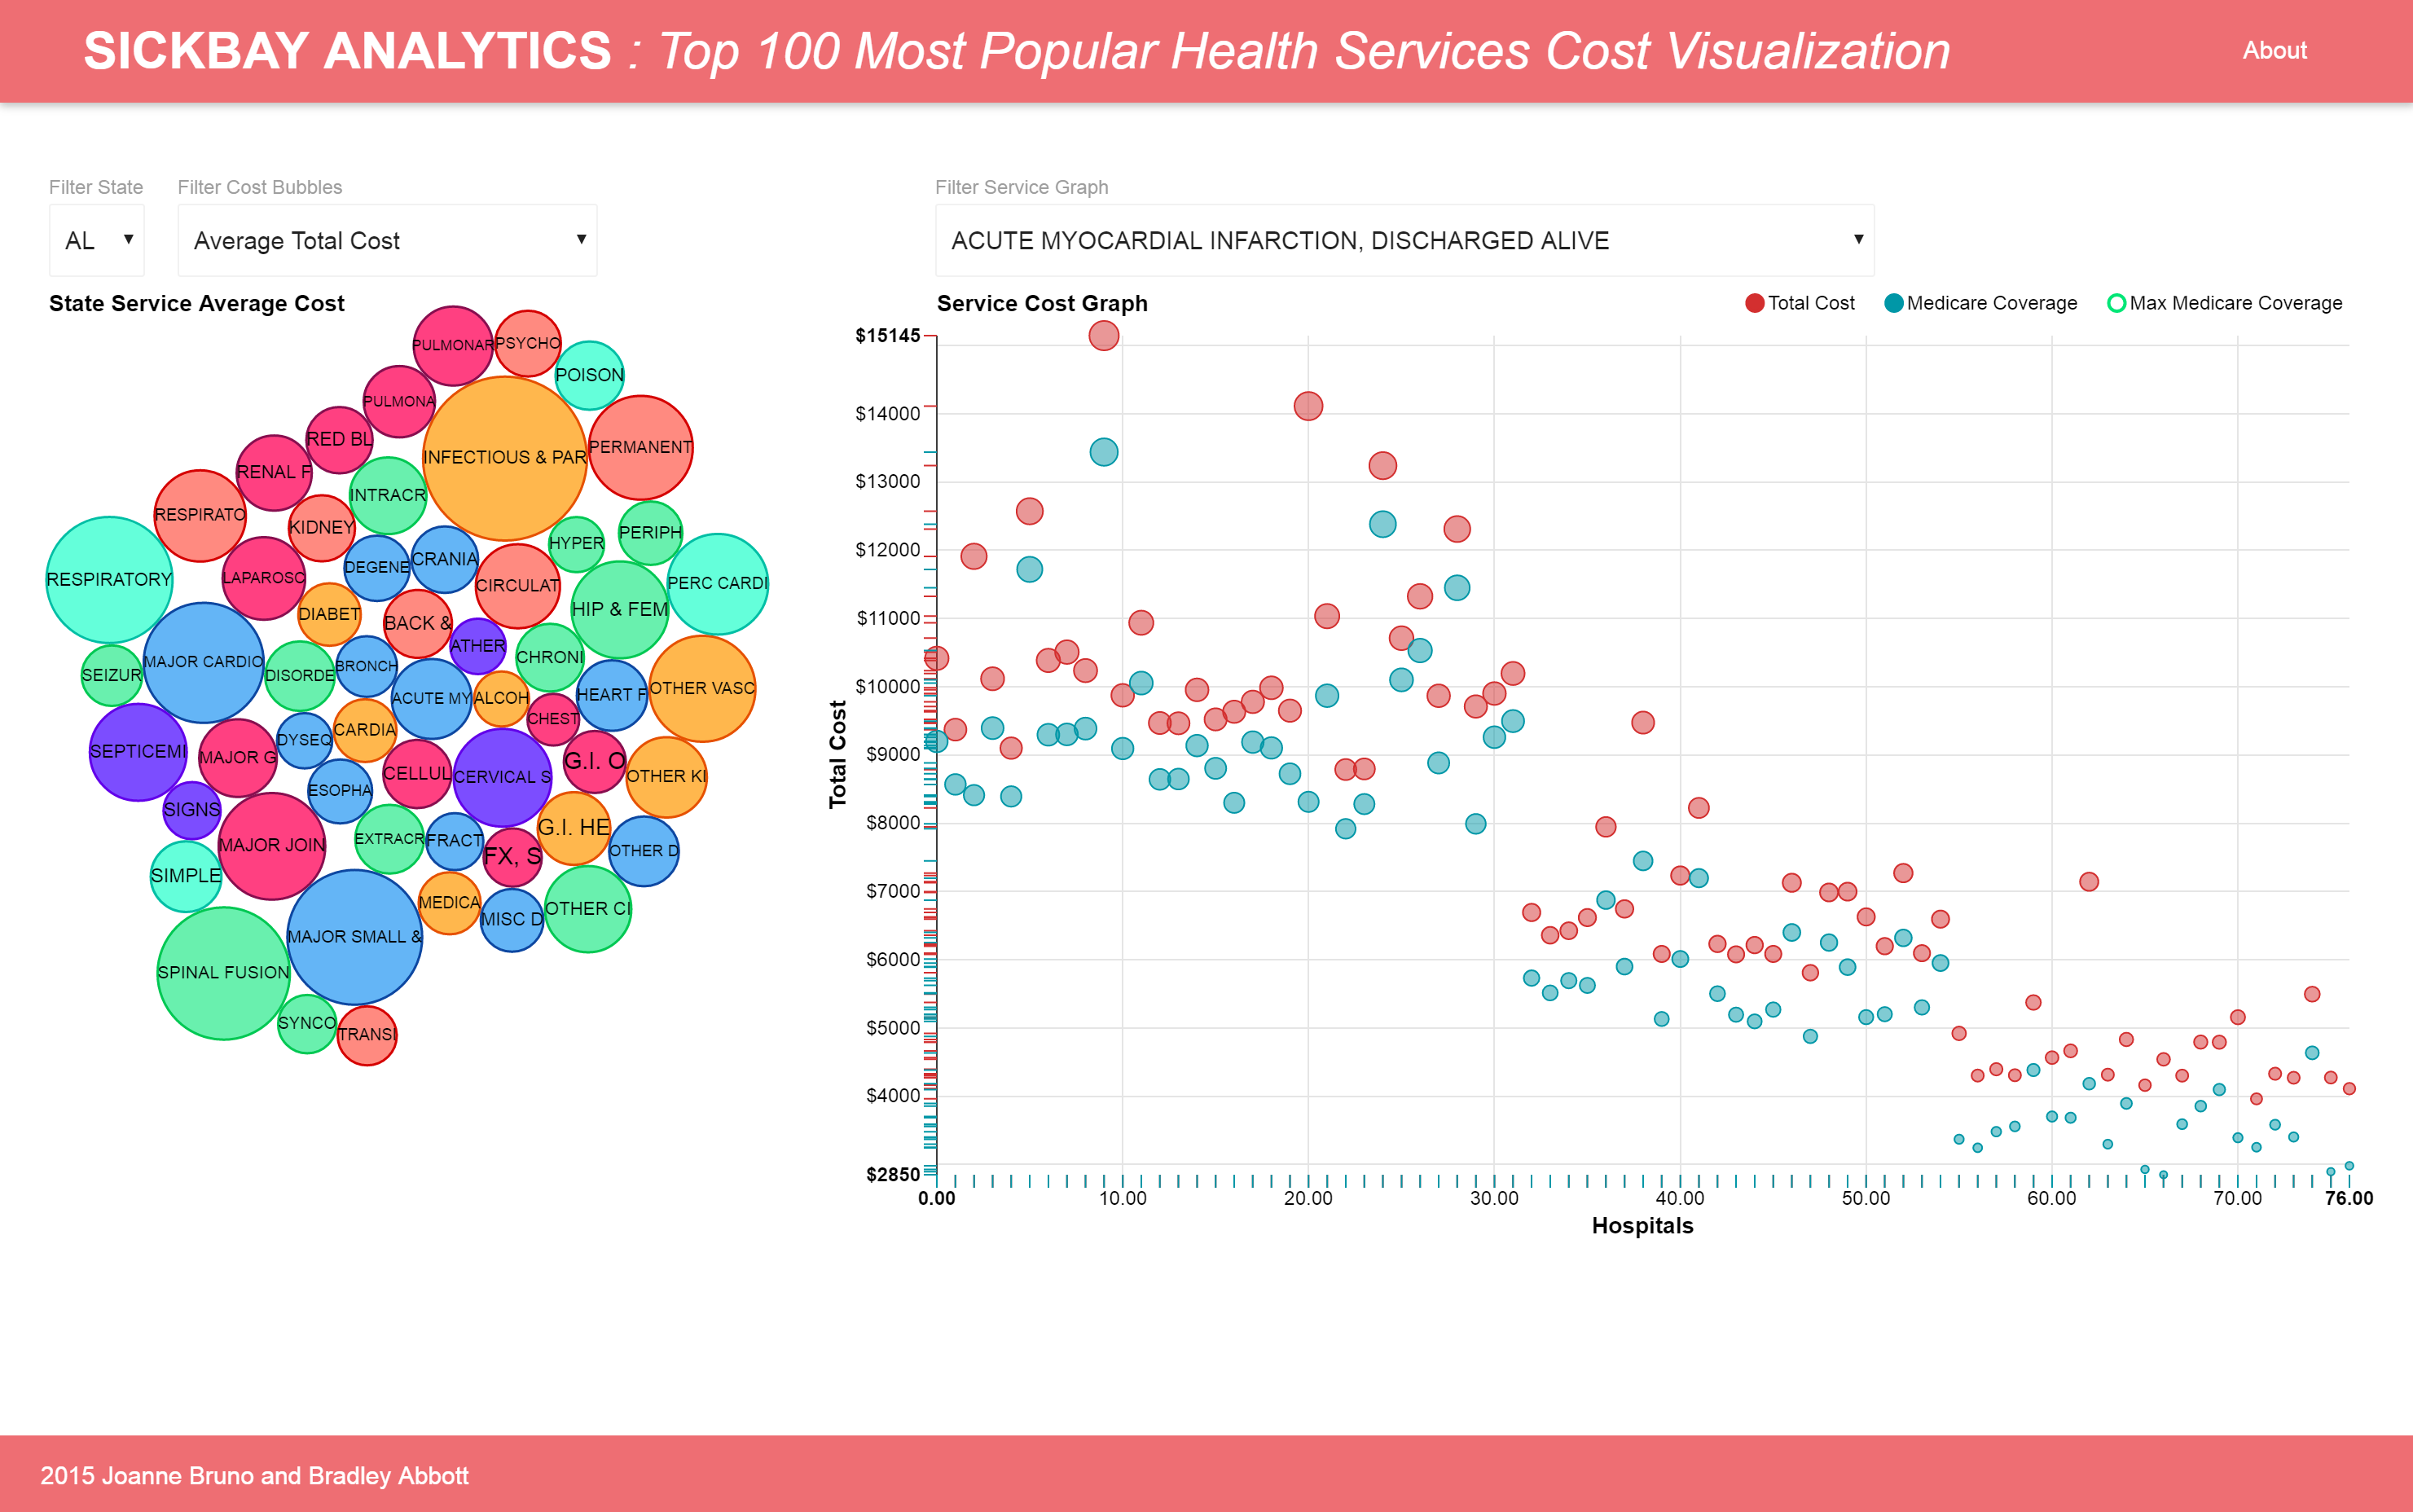 SICKBAY ANALYTICS : Top 100 Most Popular Health Services Cost Visualization
About
Filter State
Filter Cost Bubbles
Filter Service Graph
AL
Average Total Cost
ACUTE MYOCARDIAL INFARCTION, DISCHARGED ALIVE
State Service Average Cost
PULMONAR
PSYCHO
POISON
PULMONA
RED BL
INFECTIOUS & PAR
PERMANENT
RENAL F
INTRACR
RESPIRATO
KIDNEY
HYPER
PERIPH
RESPIRATORY
LAPAROSC
DEGENE
CRANIA
CIRCULAT
PERC CARDI
DIABET
BACK &
HIP & FEM
MAJOR CARDIO
ATHER
CHRONI
SEIZUR
DISORDE
BRONCH
ACUTE MY
ALCOH
HEART F
OTHER VASC
CHEST
SEPTICEMI
MAJOR G
DYSEQ
CARDIA
CELLUL
CERVICAL S
G.I. O
OTHER KI
SIGNS
ESOPHA
MAJOR JOIN
EXTRACR
FRACT
G.I. HE
FX, S
OTHER D
SIMPLE
MEDICA
MISC D
OTHER CI
MAJOR SMALL &
SPINAL FUSION
SYNCO
TRANSI
Service Cost Graph
Total Cost
Medicare Coverage
Max Medicare Coverage
$15145
$14000
$13000
$12000
$11000
$10000
$9000
$8000
$7000
$6000
$5000
$4000
$2850
Total Cost
0.00
10.00
20.00
30.00
40.00
50.00
60.00
70.00
76.00
Hospitals
2015 Joanne Bruno and Bradley Abbott